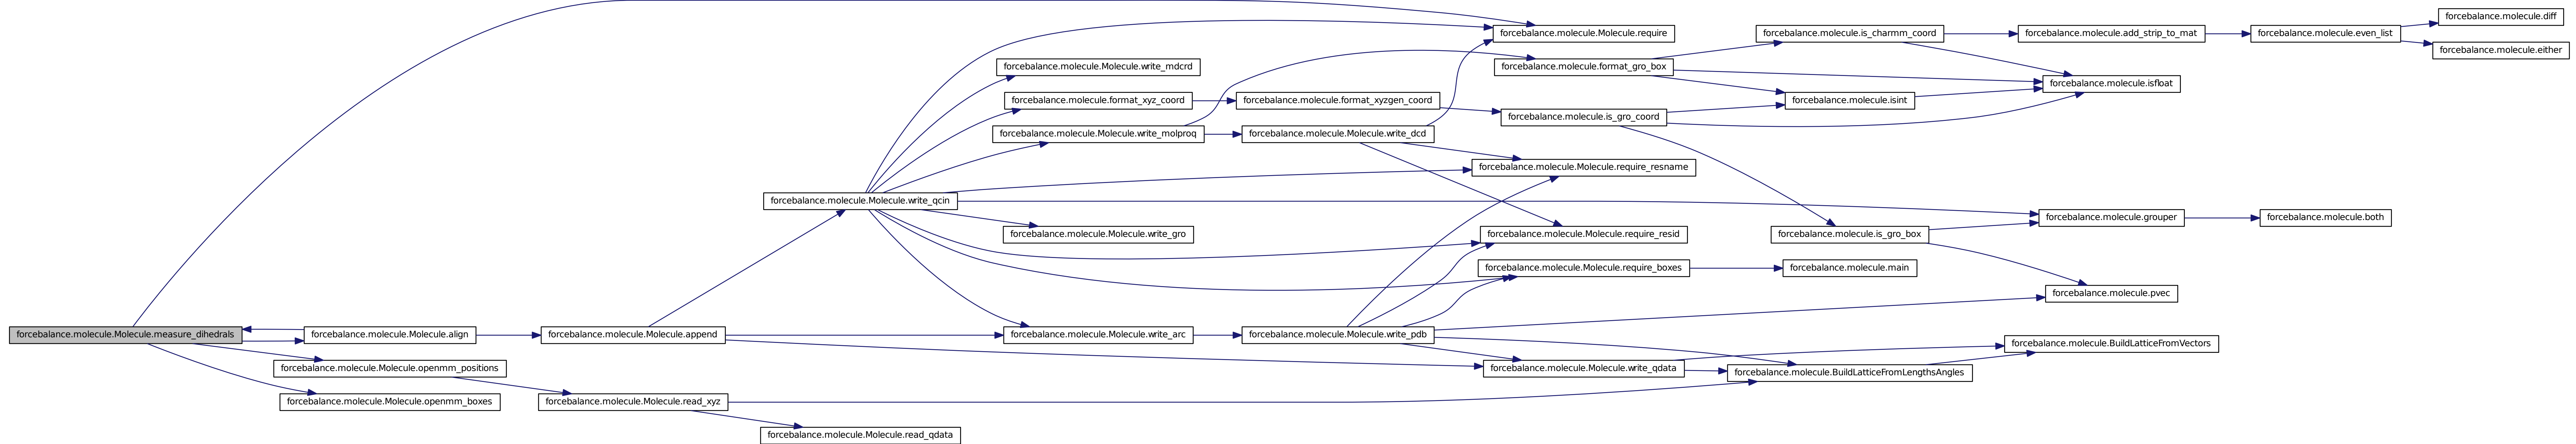 forcebalance.molecule.Molecule.measure_dihedrals
forcebalance.molecule.Molecule.align
forcebalance.molecule.Molecule.openmm_positions
forcebalance.molecule.Molecule.openmm_boxes
forcebalance.molecule.Molecule.append
forcebalance.molecule.Molecule.read_xyz
forcebalance.molecule.Molecule.write_qcin
forcebalance.molecule.Molecule.read_qdata
forcebalance.molecule.Molecule.write_mdcrd
forcebalance.molecule.format_xyz_coord
forcebalance.molecule.Molecule.write_molproq
forcebalance.molecule.Molecule.write_gro
forcebalance.molecule.Molecule.write_arc
forcebalance.molecule.format_xyzgen_coord
forcebalance.molecule.Molecule.write_dcd
forcebalance.molecule.Molecule.write_pdb
forcebalance.molecule.Molecule.require
forcebalance.molecule.format_gro_box
forcebalance.molecule.is_gro_coord
forcebalance.molecule.Molecule.require_resname
forcebalance.molecule.Molecule.require_resid
forcebalance.molecule.Molecule.require_boxes
forcebalance.molecule.Molecule.write_qdata
forcebalance.molecule.is_charmm_coord
forcebalance.molecule.isint
forcebalance.molecule.is_gro_box
forcebalance.molecule.main
forcebalance.molecule.BuildLatticeFromLengthsAngles
forcebalance.molecule.add_strip_to_mat
forcebalance.molecule.isfloat
forcebalance.molecule.grouper
forcebalance.molecule.pvec
forcebalance.molecule.BuildLatticeFromVectors
forcebalance.molecule.even_list
forcebalance.molecule.both
forcebalance.molecule.diff
forcebalance.molecule.either